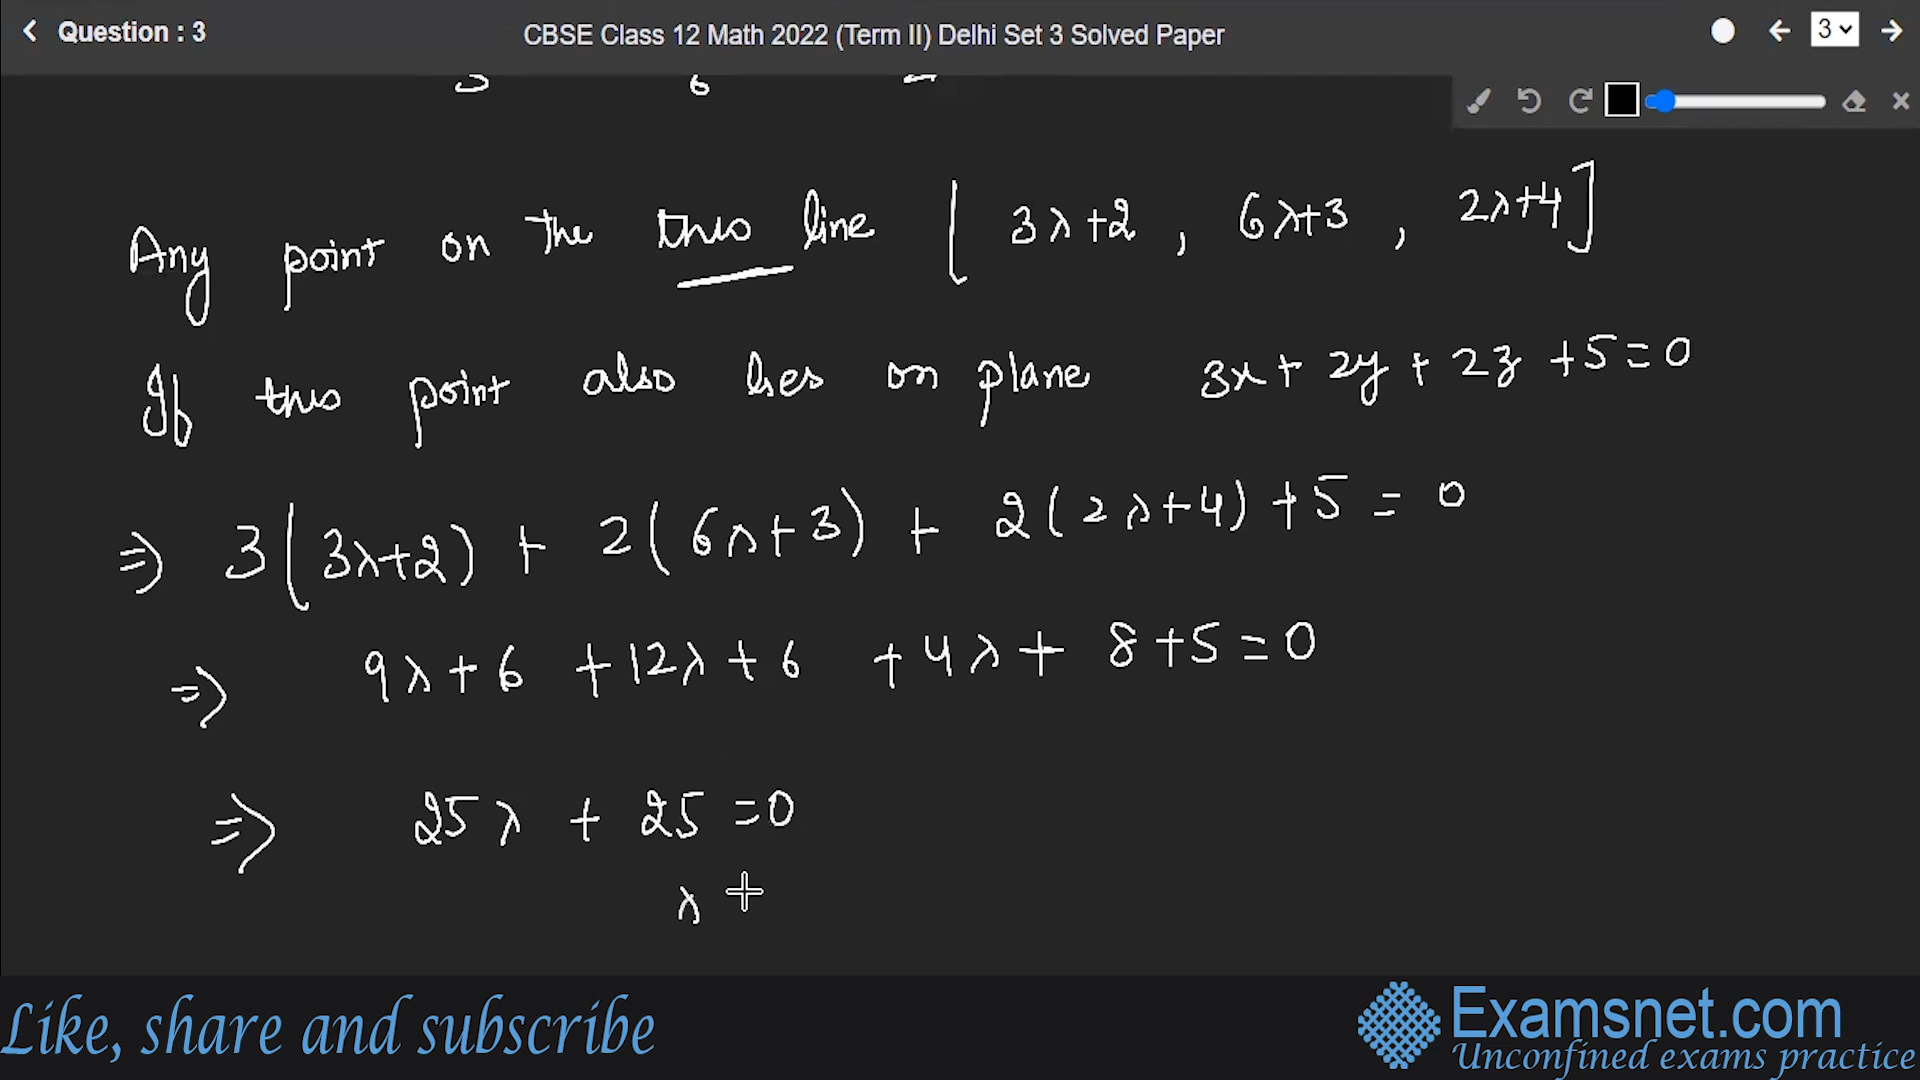 Question : 3
CBSE Class 12 Math 2022 (Term II) Delhi Set 3 Solved Paper
3
Any point on the this line [ 3λ+2 , 6λ+3 , 2λ+4 ]
If this point also lies on plane 3x + 2y + 2z + 5 = 0
⇒ 3(3λ+2) + 2(6λ+3) + 2(2λ+4) + 5 = 0
⇒ 9λ + 6 + 12λ + 6 + 4λ + 8 + 5 = 0
⇒ 25λ + 25 = 0
λ
Like, share and subscribe
Examsnet.com
Unconfined exams practice